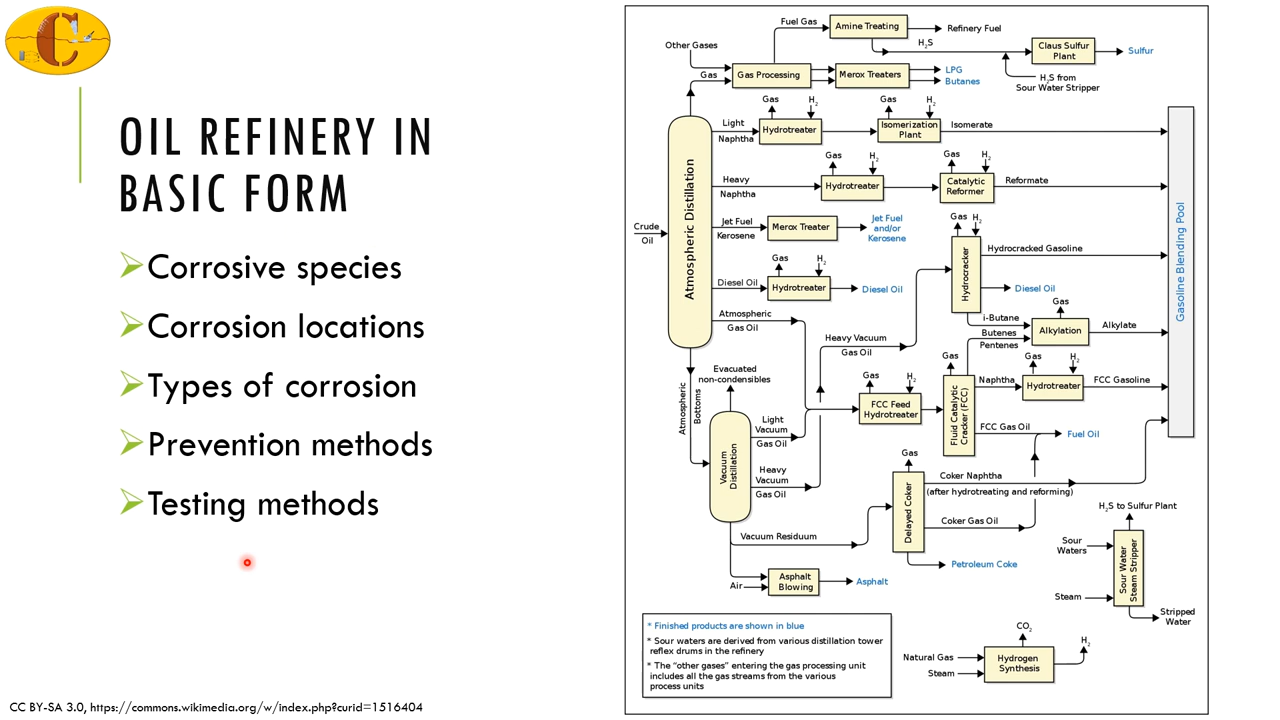 C
OIL REFINERY IN
BASIC FORM
Corrosive species
Corrosion locations
Types of corrosion
Prevention methods
Testing methods
CC BY-SA 3.0, https://commons.wikimedia.org/w/index.php?curid=1516404
Fuel Gas
Amine Treating
Refinery Fuel
Other Gases
H₂S
Claus Sulfur
Plant
Sulfur
Gas
Gas Processing
Merox Treaters
LPG
Butanes
H₂S from
Sour Water Stripper
Gas
H₂
Gas
H₂
Light
Naphtha
Hydrotreater
Isomerization
Plant
Isomerate
Gas
H₂
Gas
H₂
Heavy
Naphtha
Hydrotreater
Catalytic
Reformer
Reformate
Atmospheric Distillation
Crude
Oil
Jet Fuel
Kerosene
Merox Treater
Jet Fuel
and/or
Kerosene
Gas
H₂
Hydrocracker
Hydrocracked Gasoline
Gasoline Blending Pool
Gas
H₂
Diesel Oil
Hydrotreater
Diesel Oil
Diesel Oil
Atmospheric
Gas Oil
i-Butane
Butenes
Pentenes
Gas
Alkylation
Alkylate
Heavy Vacuum
Gas Oil
Atmospheric
Bottoms
Evacuated
non-condensibles
Gas
H₂
FCC Feed
Hydrotreater
Gas
Fluid Catalytic
Cracker (FCC)
Naphtha
Gas
H₂
Hydrotreater
FCC Gasoline
Light
Vacuum
Gas Oil
FCC Gas Oil
Fuel Oil
Vacuum
Distillation
Heavy
Vacuum
Gas Oil
Gas
Delayed Coker
Coker Naphtha
(after hydrotreating and reforming)
Coker Gas Oil
Vacuum Residuum
Petroleum Coke
Air
Asphalt
Blowing
Asphalt
H₂S to Sulfur Plant
Sour
Waters
Sour Water
Steam Stripper
Steam
Stripped
Water
* Finished products are shown in blue
* Sour waters are derived from various distillation tower
reflex drums in the refinery
* The “other gases” entering the gas processing unit
includes all the gas streams from the various
process units
CO₂
H₂
Natural Gas
Steam
Hydrogen
Synthesis